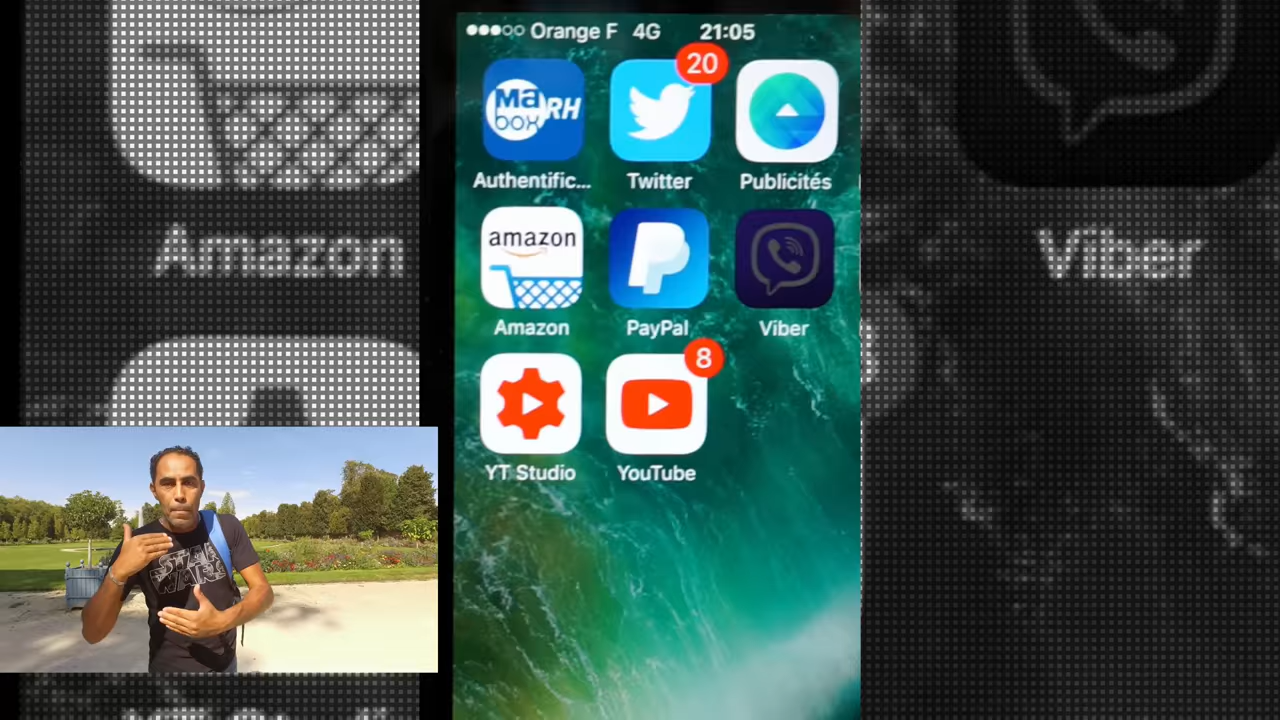 Orange F 4G 21:05
Ma
box
RH
20
Authentific... Twitter Publicités
amazon
Amazon PayPal Viber
8
YT Studio YouTube
Amazon
Viber
STAR
WARS